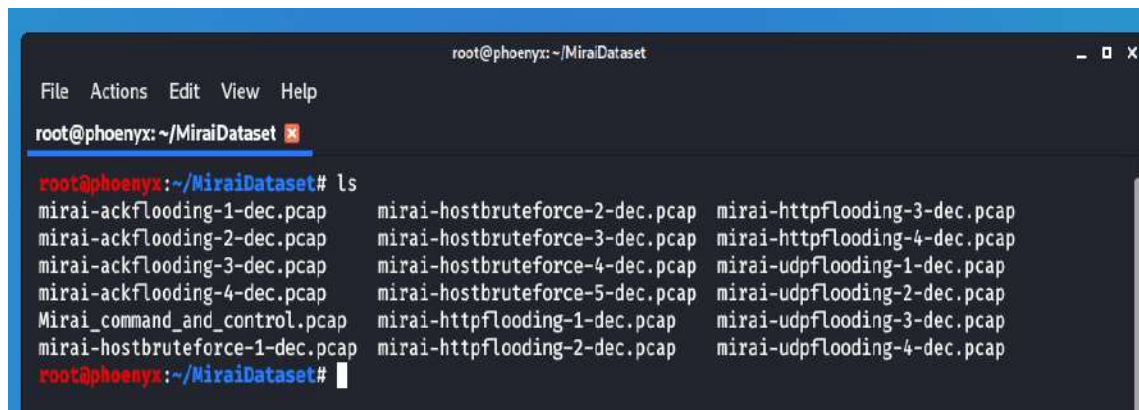 root@phoenyx: ~/MiraiDataset
File Actions Edit View Help
root@phoenyx: ~/MiraiDataset
root@phoenyx:~/MiraiDataset# ls
mirai-ackflooding-1-dec.pcap mirai-hostbruteforce-2-dec.pcap mirai-httpflooding-3-dec.pcap
mirai-ackflooding-2-dec.pcap mirai-hostbruteforce-3-dec.pcap mirai-httpflooding-4-dec.pcap
mirai-ackflooding-3-dec.pcap mirai-hostbruteforce-4-dec.pcap mirai-udpflooding-1-dec.pcap
mirai-ackflooding-4-dec.pcap mirai-hostbruteforce-5-dec.pcap mirai-udpflooding-2-dec.pcap
Mirai_command_and_control.pcap mirai-httpflooding-1-dec.pcap mirai-udpflooding-3-dec.pcap
mirai-hostbruteforce-1-dec.pcap mirai-httpflooding-2-dec.pcap mirai-udpflooding-4-dec.pcap
root@phoenyx:~/MiraiDataset#